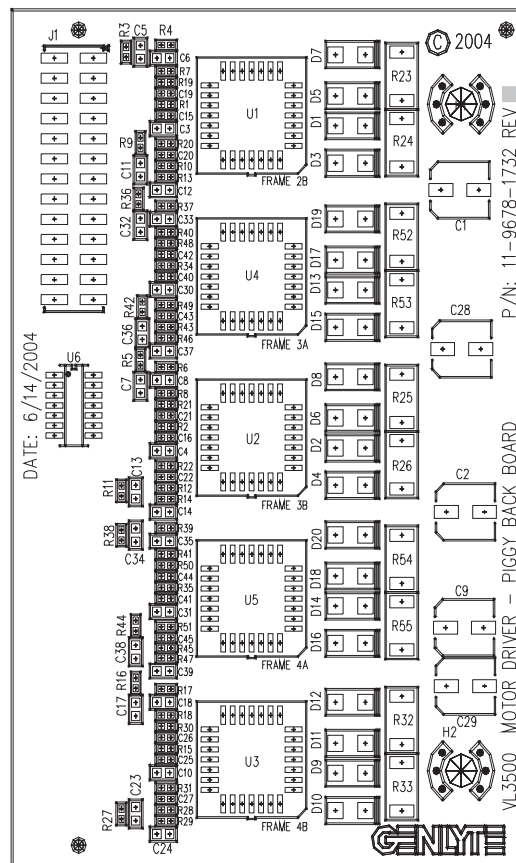 J1
R3
C5
R4
C6
R7
R19
C19
R1
C15
C3
R9
R20
C20
R10
R13
C11
C12
R36
R37
C32
C33
R40
R48
C42
R34
C40
C30
R42
R49
C43
R43
R46
C36
C37
R5
R6
C7
C8
R8
R21
C21
R2
C16
C4
R22
C22
R12
R14
C13
R11
C14
R38
R39
C34
C35
R41
R50
C44
R35
C41
C31
R44
R51
C45
R45
R47
C38
C39
R16
R17
C17
C18
R18
R30
C26
R15
C25
C10
R31
C27
R28
R29
C23
R27
C24
U6
DATE: 6/14/2004
U1
FRAME 2B
U4
FRAME 3A
U2
FRAME 3B
U5
FRAME 4A
U3
FRAME 4B
D7
D5
D1
D3
D19
D17
D13
D15
D8
D6
D2
D4
D20
D18
D14
D16
D12
D11
D9
D10
R23
R24
R52
R53
R25
R26
R54
R55
R32
R33
© 2004
C1
C28
C2
C9
C29
H2
VL3500 MOTOR DRIVER - PIGGY BACK BOARD P/N: 11-9678-1732 REV
GENLYTE